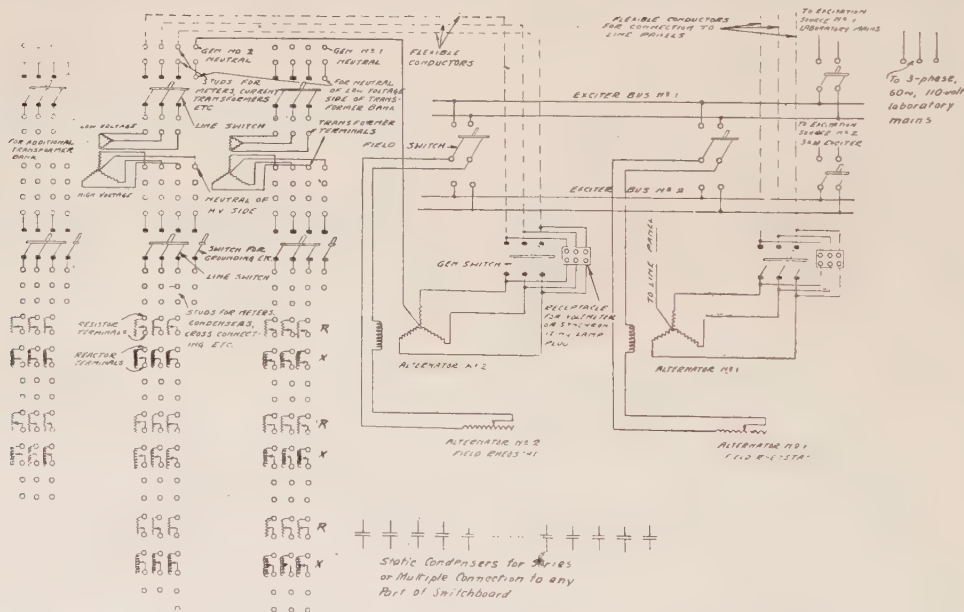 GEN NO 2
NEUTRAL
GEN NO 1
NEUTRAL
FLEXIBLE
CONDUCTORS
FLEXIBLE CONDUCTORS
FOR CONNECTION TO
LINE PANELS
TO EXCITATION
SOURCE NO 1
LABORATORY MAINS
To 3-phase,
60~, 110-volt
laboratory
mains
STUDS FOR
METERS, CURRENT
TRANSFORMERS
ETC
FOR NEUTRAL
OF LOW VOLTAGE
SIDE OF TRANS-
FORMER BANK
LINE SWITCH
TRANSFORMER
TERMINALS
EXCITER BUS NO 1
LOW VOLTAGE
FOR ADDITIONAL
TRANSFORMER
BANK
HIGH VOLTAGE
FIELD SWITCH
TO EXCITATION
SOURCE NO 2
EXCITER
NEUTRAL OF
HV SIDE
EXCITER BUS NO 2
SWITCH FOR
GROUNDING ETC.
LINE SWITCH
GEN SWITCH
TO LINE PANEL
STUDS FOR METERS,
CONDENSERS,
CROSS CONNECT-
ING ETC.
RESISTOR
TERMINALS
REACTOR
TERMINALS
R
X
RECEPTACLE
FOR VOLTMETER
OR SYNCHRON
LAMP
PLUG
ALTERNATOR NO 2
ALTERNATOR NO 1
R
X
ALTERNATOR NO 2
FIELD
ALTERNATOR NO 1
FIELD
R
X
Static Condensers for Series
or Multiple Connection to any
Part of Switchboard